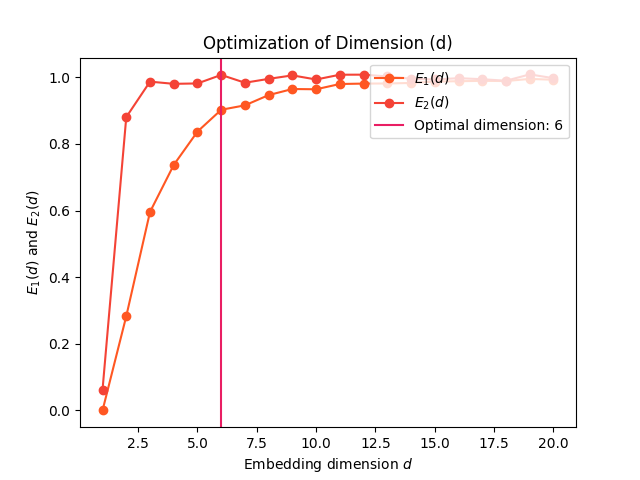 Optimization of Dimension (d)
E₁(d)
E₂(d)
Optimal dimension: 6
E₁(d) and E₂(d)
1.0
0.8
0.6
0.4
0.2
0.0
2.5 5.0 7.5 10.0 12.5 15.0 17.5 20.0
Embedding dimension d